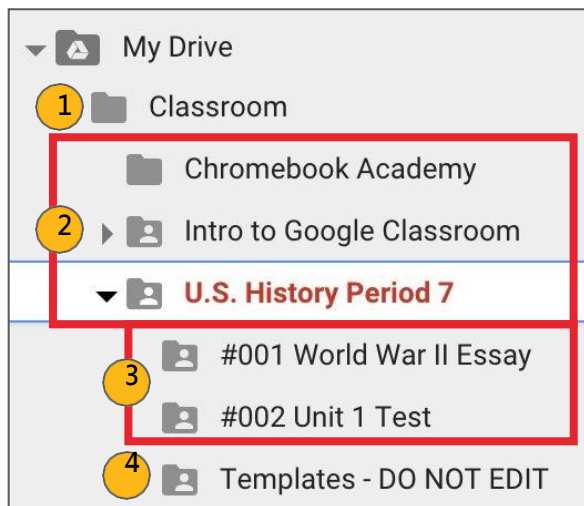 My Drive
1 Classroom
Chromebook Academy
2 Intro to Google Classroom
U.S. History Period 7
#001 World War II Essay
3
#002 Unit 1 Test
4 Templates - DO NOT EDIT